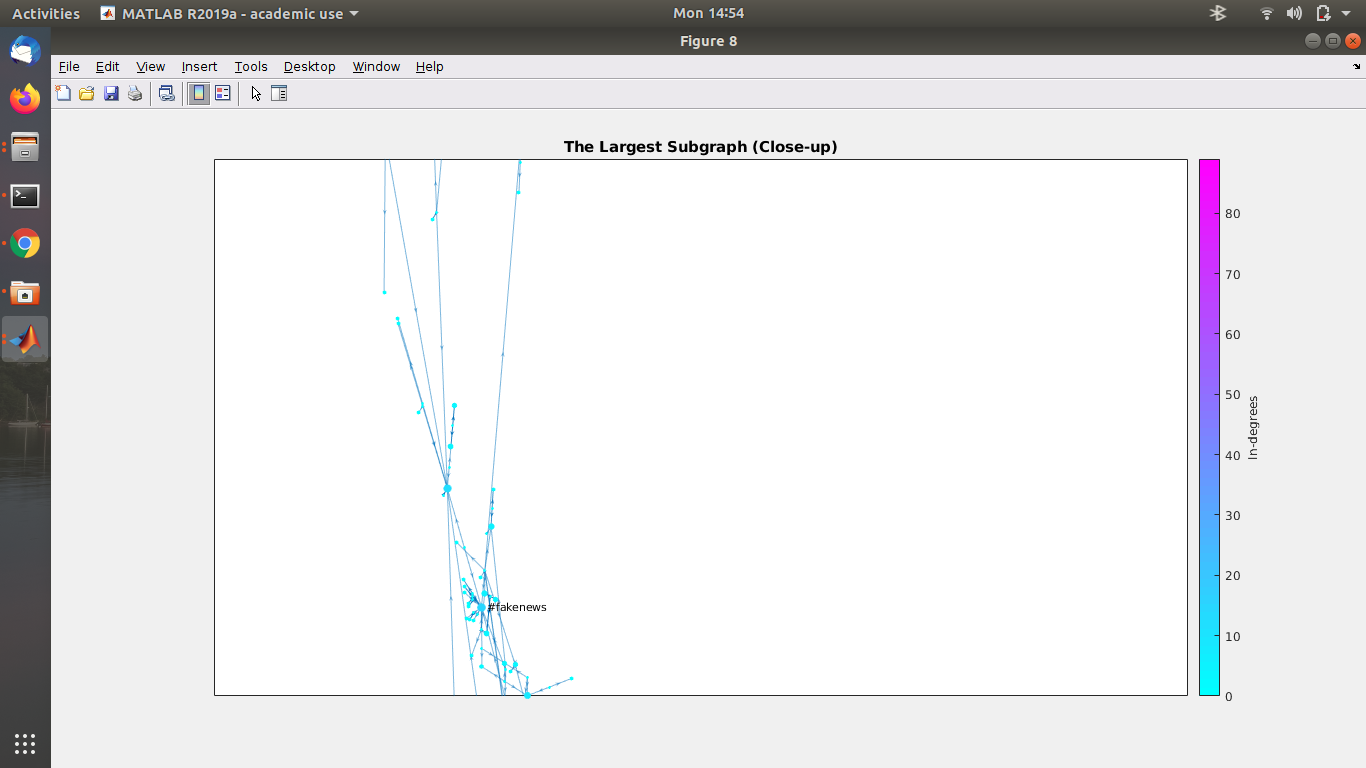 Activities MATLAB R2019a - academic use Mon 14:54
Figure 8
File Edit View Insert Tools Desktop Window Help
The Largest Subgraph (Close-up)
80
70
60
50
40
30
20
10
0
In-degrees
#fakenews